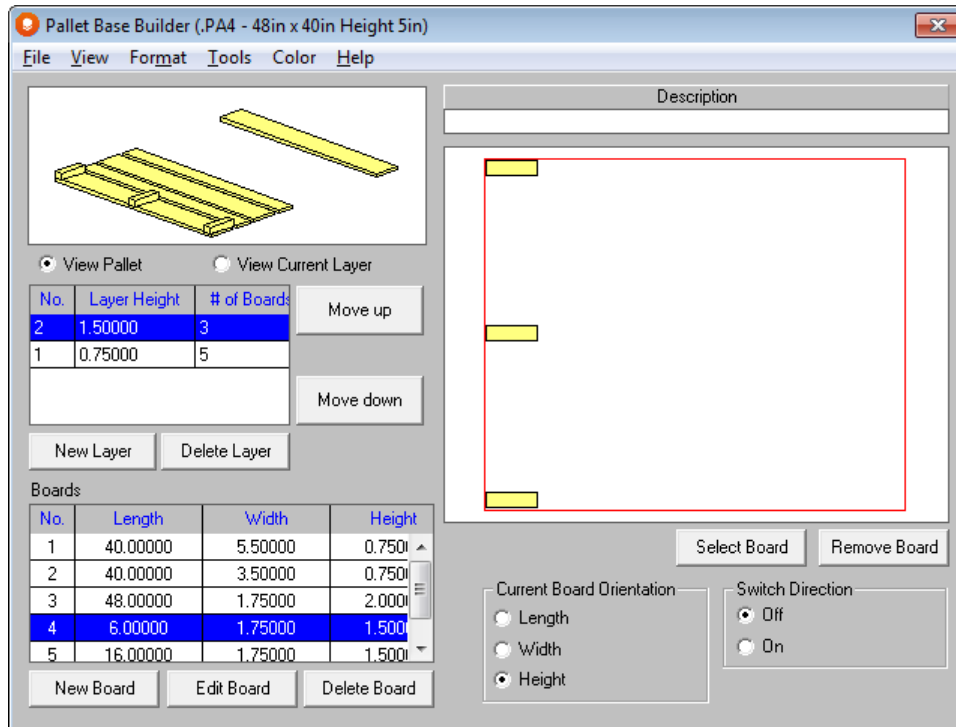 Pallet Base Builder (.PA4 - 48in x 40in Height 5in)
File View Format Tools Color Help
Description
View Pallet View Current Layer
No. Layer Height # of Boards
2 1.50000 3
1 0.75000 5
Move up
Move down
New Layer Delete Layer
Boards
No. Length Width Height
1 40.00000 5.50000 0.750
2 40.00000 3.50000 0.750
3 48.00000 1.75000 2.000
4 6.00000 1.75000 1.500
5 16.00000 1.75000 1.500
New Board Edit Board Delete Board
Select Board Remove Board
Current Board Orientation
Length
Width
Height
Switch Direction
Off
On